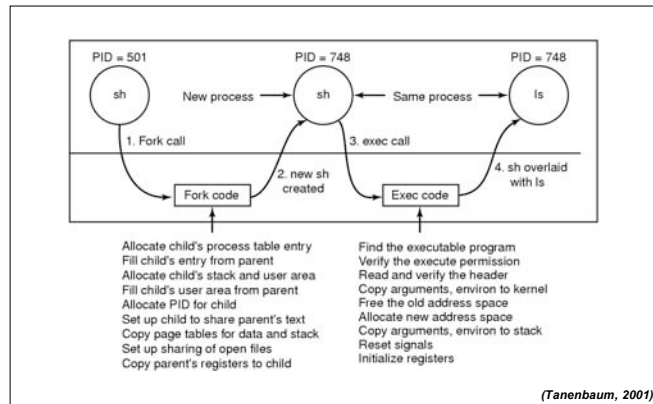 PID = 501
PID = 748
PID = 748
sh
New process
sh
Same process
ls
1. Fork call
3. exec call
2. new sh
created
4. sh overlaid
with ls
Fork code
Exec code
Allocate child's process table entry
Fill child's entry from parent
Allocate child's stack and user area
Fill child's user area from parent
Allocate PID for child
Set up child to share parent's text
Copy page tables for data and stack
Set up sharing of open files
Copy parent's registers to child
Find the executable program
Verify the execute permission
Read and verify the header
Copy arguments, environ to kernel
Free the old address space
Allocate new address space
Copy arguments, environ to stack
Reset signals
Initialize registers
(Tanenbaum, 2001)